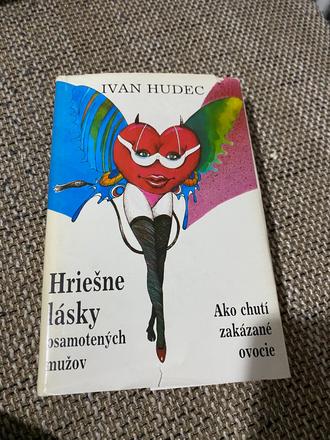 IVAN HUDEC
Hriešne
lásky
osamotených
mužov
Ako chutí
zakázané
ovocie